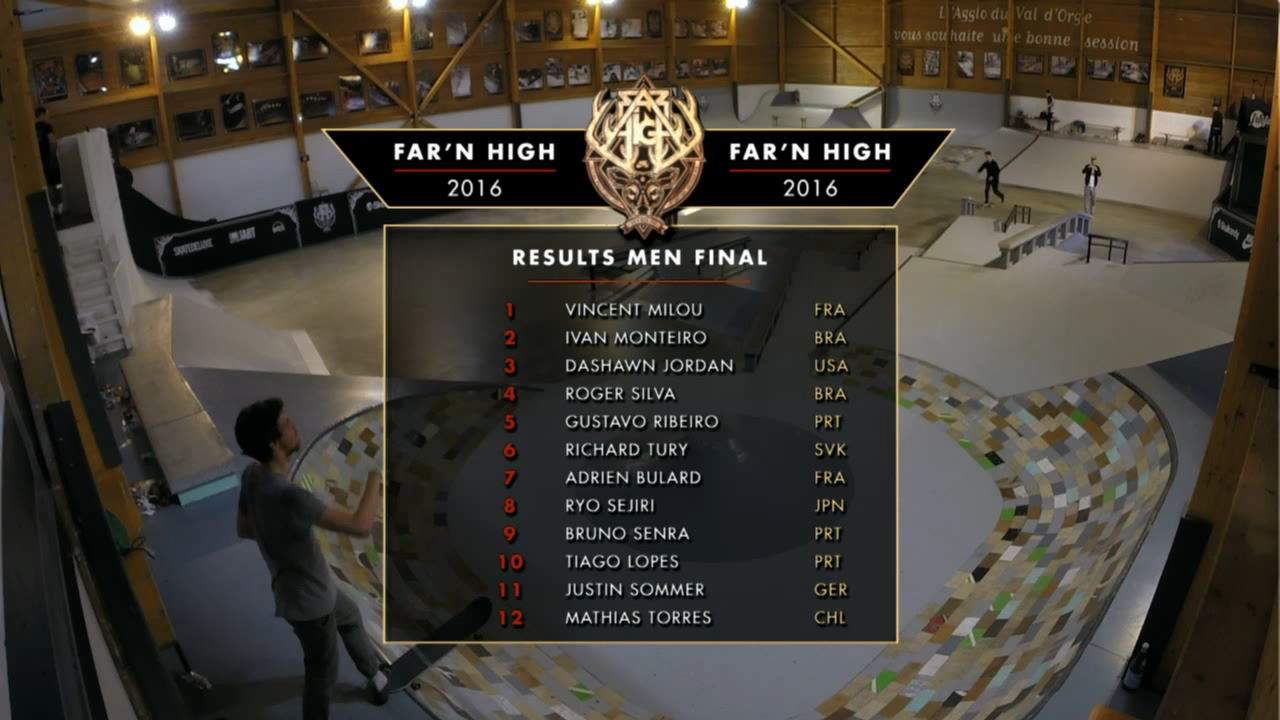 L'Agglo du Val d'Orge
vous souhaite une bonne session
FAR'N HIGH
2016
FAR'N HIGH
2016
SKATEDELUXE
JART
RESULTS MEN FINAL
1 VINCENT MILOU FRA
2 IVAN MONTEIRO BRA
3 DASHAWN JORDAN USA
4 ROGER SILVA BRA
5 GUSTAVO RIBEIRO PRT
6 RICHARD TURY SVK
7 ADRIEN BULARD FRA
8 RYO SEJIRI JPN
9 BRUNO SENRA PRT
10 TIAGO LOPES PRT
11 JUSTIN SOMMER GER
12 MATHIAS TORRES CHL